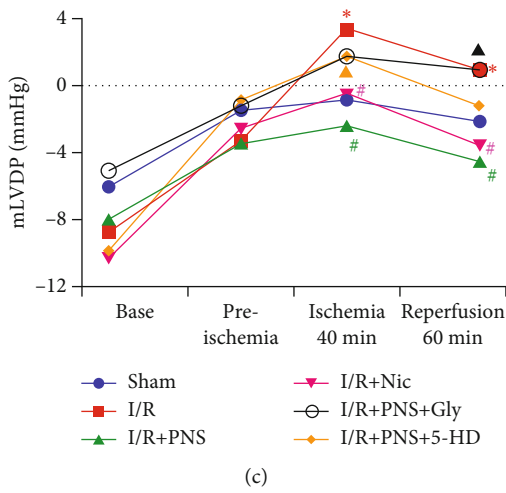 4
0
−4
−8
−12
mLVDP (mmHg)
*
*
#
#
#
#
Base
Pre-
ischemia
Ischemia
40 min
Reperfusion
60 min
Sham
I/R
I/R+PNS
I/R+Nic
I/R+PNS+Gly
I/R+PNS+5-HD
(c)